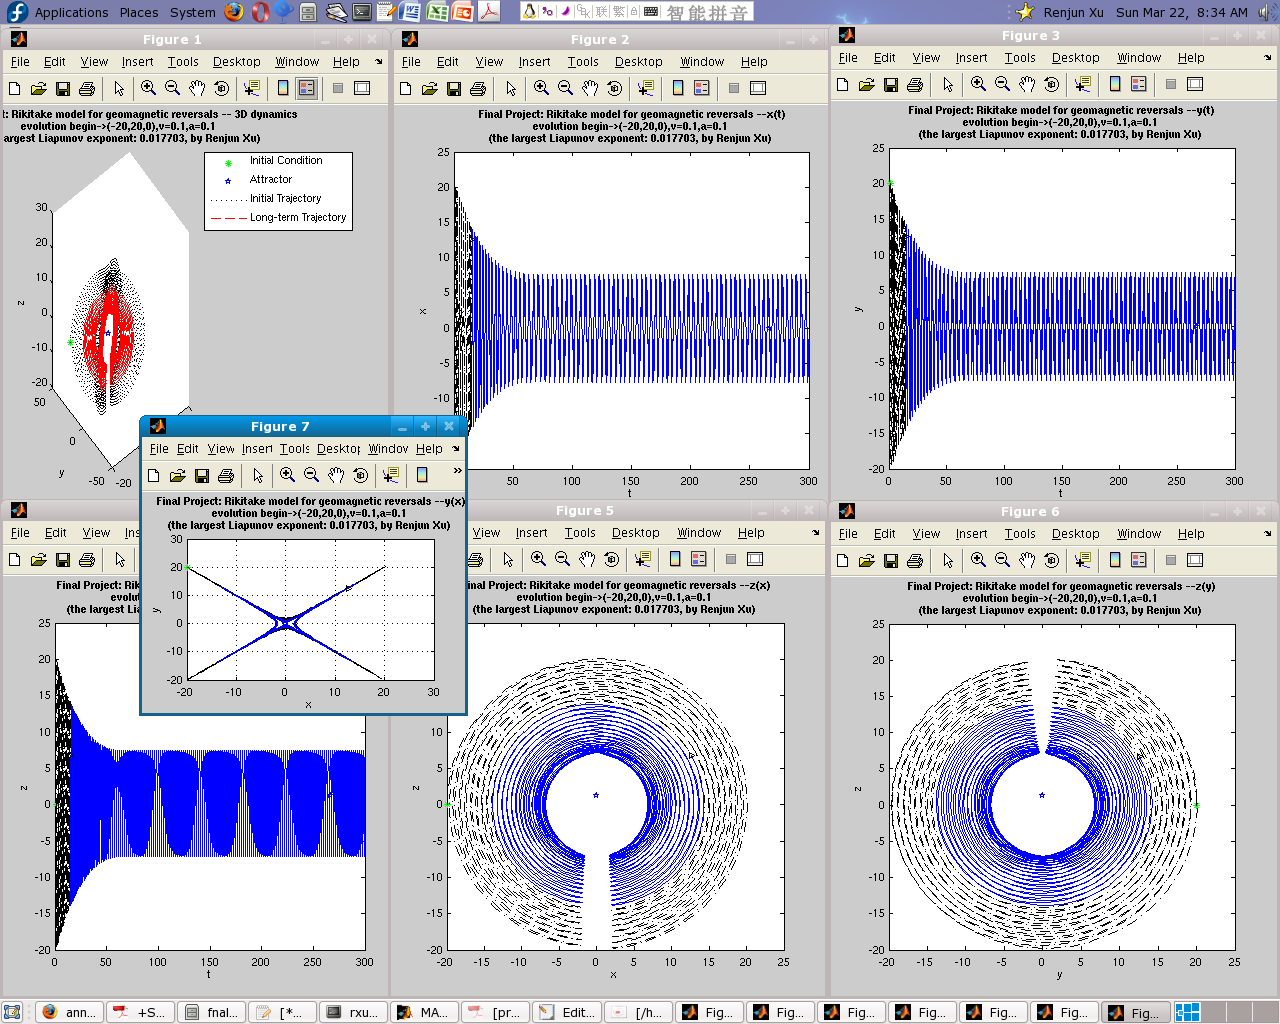 Applications Places System
智能拼音
Renjun Xu Sun Mar 22, 8:34 AM
Figure 1
File Edit View Insert Tools Desktop Window Help
: Rikitake model for geomagnetic reversals -- 3D dynamics
evolution begin->(-20,20,0),v=0.1,a=0.1
argest Liapunov exponent: 0.017703, by Renjun Xu)
Initial Condition
Attractor
Initial Trajectory
Long-term Trajectory
30
20
10
0
-10
-20
z
50
0
-50
y
-20
Figure 2
File Edit View Insert Tools Desktop Window Help
Final Project: Rikitake model for geomagnetic reversals --x(t)
evolution begin->(-20,20,0),v=0.1,a=0.1
(the largest Liapunov exponent: 0.017703, by Renjun Xu)
25
20
15
10
5
0
-5
-10
x
50 100 150 200 250 300
t
Figure 3
File Edit View Insert Tools Desktop Window Help
Final Project: Rikitake model for geomagnetic reversals --y(t)
evolution begin->(-20,20,0),v=0.1,a=0.1
(the largest Liapunov exponent: 0.017703, by Renjun Xu)
25
20
15
10
5
0
-5
-10
-15
-20
y
0 50 100 150 200 250 300
t
Figure 7
File Edit View Insert Tools Desktop Window Help
Final Project: Rikitake model for geomagnetic reversals --y(x)
evolution begin->(-20,20,0),v=0.1,a=0.1
(the largest Liapunov exponent: 0.017703, by Renjun Xu)
30
20
10
0
-10
-20
y
-20 -10 0 10 20 30
x
File Edit View Ins
Final Project: Rik
evolu
(the larg
25
20
15
10
5
0
-5
-10
-15
-20
z
0 50 100 150 200 250 300
t
Figure 5
View Insert Tools Desktop Window Help
inal Project: Rikitake model for geomagnetic reversals --z(x)
evolution begin->(-20,20,0),v=0.1,a=0.1
(the largest Liapunov exponent: 0.017703, by Renjun Xu)
25
20
15
10
5
0
-5
-10
-15
-20
z
-20 -15 -10 -5 0 5 10 15 20 25
x
Figure 6
File Edit View Insert Tools Desktop Window Help
Final Project: Rikitake model for geomagnetic reversals --z(y)
evolution begin->(-20,20,0),v=0.1,a=0.1
(the largest Liapunov exponent: 0.017703, by Renjun Xu)
25
20
15
10
5
0
-5
-10
-15
-20
z
-20 -15 -10 -5 0 5 10 15 20 25
y
ann... +S... fnal... [*... rxu... MA... [pr... Edit... [/h... Fig... Fig... Fig... Fig... Fig... Fig... Fig...